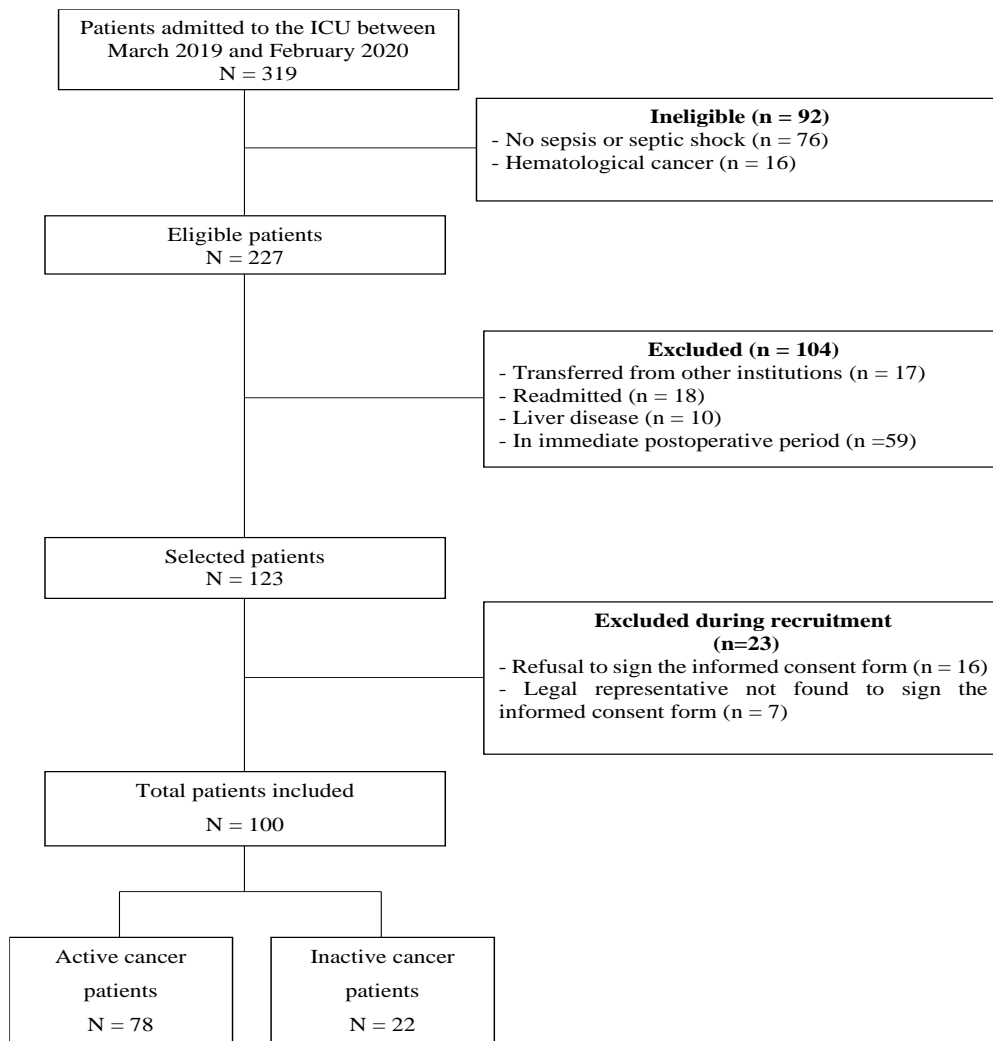 Patients admitted to the ICU between
March 2019 and February 2020
N = 319
Ineligible (n = 92)
- No sepsis or septic shock (n = 76)
- Hematological cancer (n = 16)
Eligible patients
N = 227
Excluded (n = 104)
- Transferred from other institutions (n = 17)
- Readmitted (n = 18)
- Liver disease (n = 10)
- In immediate postoperative period (n =59)
Selected patients
N = 123
Excluded during recruitment
(n=23)
- Refusal to sign the informed consent form (n = 16)
- Legal representative not found to sign the
informed consent form (n = 7)
Total patients included
N = 100
Active cancer
patients
N = 78
Inactive cancer
patients
N = 22